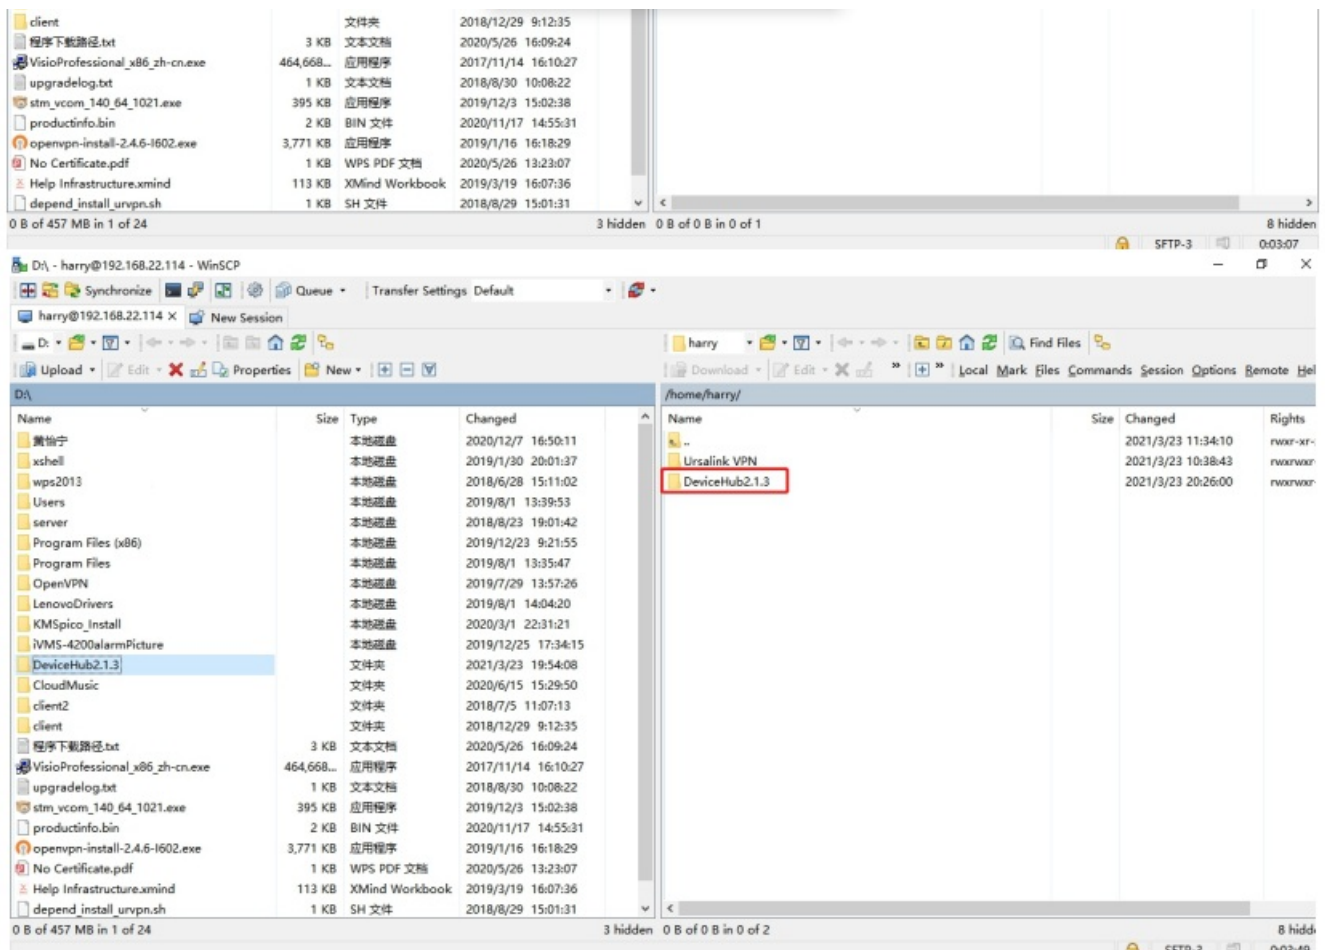 client 文件夹 2018/12/29 9:12:35
程序下载路径.txt 3 KB 文本文档 2020/5/26 16:09:24
VisioProfessional_x86_zh-cn.exe 464,668... 应用程序 2017/11/14 16:10:27
upgradelog.txt 1 KB 文本文档 2018/8/30 10:08:22
stm_vcom_140_64_1021.exe 395 KB 应用程序 2019/12/3 15:02:38
productinfo.bin 2 KB BIN 文件 2020/11/17 14:55:31
openvpn-install-2.4.6-I602.exe 3,771 KB 应用程序 2019/1/16 16:18:29
No Certificate.pdf 1 KB WPS PDF 文档 2020/5/26 13:23:07
Help Infrastructure.xmind 113 KB XMind Workbook 2019/3/19 16:07:36
depend_install_urvpn.sh 1 KB SH 文件 2018/8/29 15:01:31
0 B of 457 MB in 1 of 24 3 hidden 0 B of 0 B in 0 of 1 8 hidden
SFTP-3 0:03:07
D:\ - harry@192.168.22.114 - WinSCP
Synchronize Queue Transfer Settings Default
harry@192.168.22.114 × New Session
D: harry Find Files
Upload Edit Properties New Download Edit » » Local Mark Files Commands Session Options Remote Hel
D:\ /home/harry/
Name Size Type Changed Name Size Changed Rights
黄怡宁 本地磁盘 2020/12/7 16:50:11 .. 2021/3/23 11:34:10 rwxr-xr-
xshell 本地磁盘 2019/1/30 20:01:37 Ursalink VPN 2021/3/23 10:38:43 rwxrwxr
wps2013 本地磁盘 2018/6/28 15:11:02 DeviceHub2.1.3 2021/3/23 20:26:00 rwxrwxr
Users 本地磁盘 2019/8/1 13:39:53
server 本地磁盘 2018/8/23 19:01:42
Program Files (x86) 本地磁盘 2019/12/23 9:21:55
Program Files 本地磁盘 2019/8/1 13:35:47
OpenVPN 本地磁盘 2019/7/29 13:57:26
LenovoDrivers 本地磁盘 2019/8/1 14:04:20
KMSpico_Install 本地磁盘 2020/3/1 22:31:21
iVMS-4200alarmPicture 本地磁盘 2019/12/25 17:34:15
DeviceHub2.1.3 文件夹 2021/3/23 19:54:08
CloudMusic 文件夹 2020/6/15 15:29:50
client2 文件夹 2018/7/5 11:07:13
client 文件夹 2018/12/29 9:12:35
程序下载路径.txt 3 KB 文本文档 2020/5/26 16:09:24
VisioProfessional_x86_zh-cn.exe 464,668... 应用程序 2017/11/14 16:10:27
upgradelog.txt 1 KB 文本文档 2018/8/30 10:08:22
stm_vcom_140_64_1021.exe 395 KB 应用程序 2019/12/3 15:02:38
productinfo.bin 2 KB BIN 文件 2020/11/17 14:55:31
openvpn-install-2.4.6-I602.exe 3,771 KB 应用程序 2019/1/16 16:18:29
No Certificate.pdf 1 KB WPS PDF 文档 2020/5/26 13:23:07
Help Infrastructure.xmind 113 KB XMind Workbook 2019/3/19 16:07:36
depend_install_urvpn.sh 1 KB SH 文件 2018/8/29 15:01:31
0 B of 457 MB in 1 of 24 3 hidden 0 B of 0 B in 0 of 2 8 hidd
SFTP-3 0:03:49